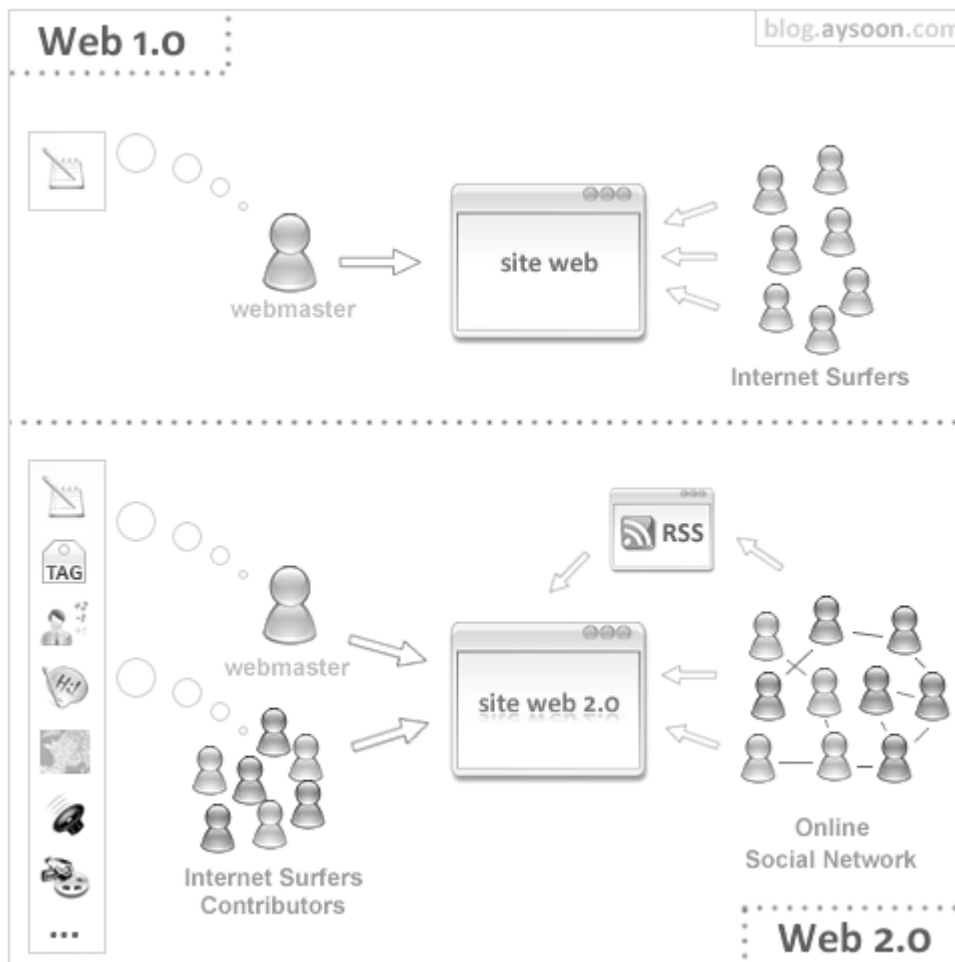 Web 1.0
blog.aysoon.com
webmaster
site web
Internet Surfers
RSS
TAG
Hi!
webmaster
site web 2.0
Internet Surfers
Contributors
Online
Social Network
...
Web 2.0